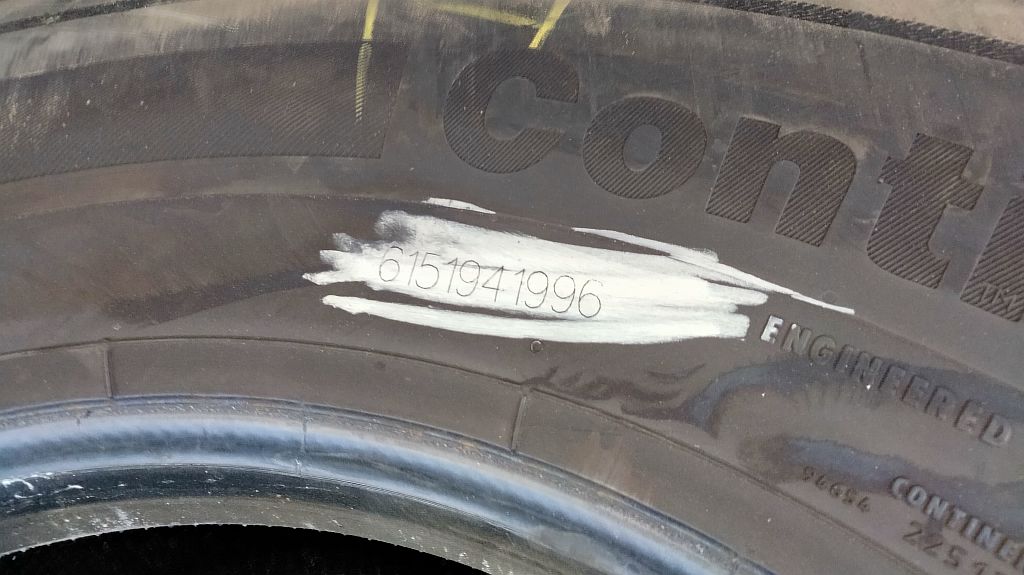 Conti
6151941996
ENGINEERED
CONTINE